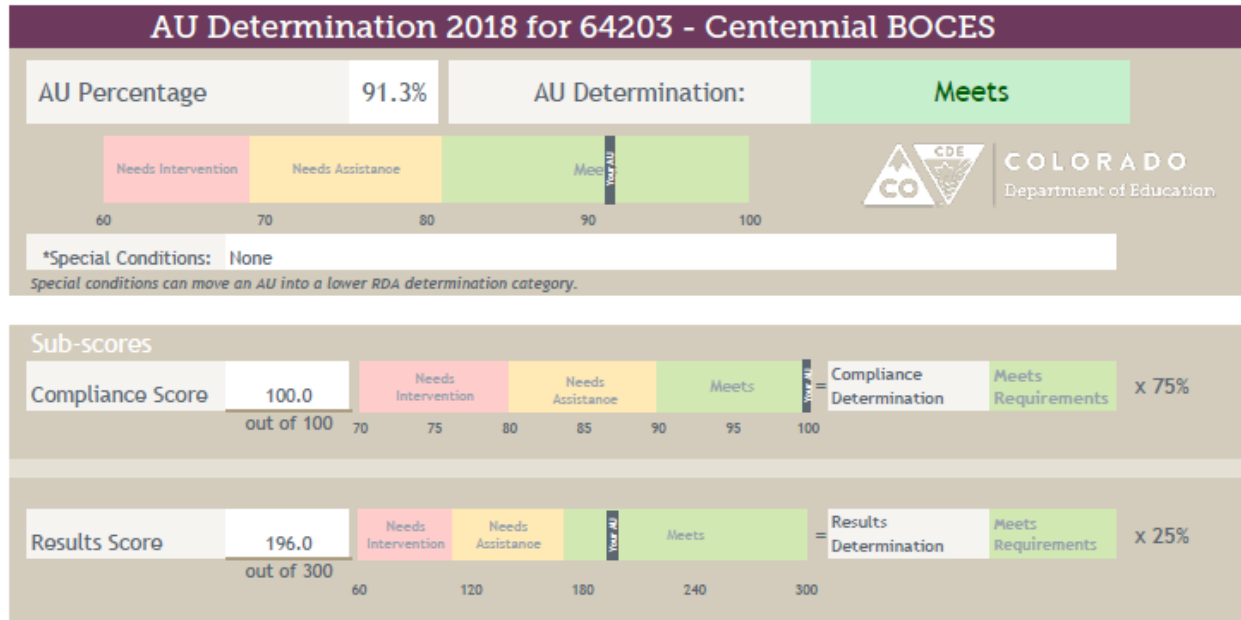 AU Determination 2018 for 64203 - Centennial BOCES
AU Percentage 91.3% AU Determination: Meets
Needs Intervention Needs Assistance Meets Your AU
60 70 80 90 100
CDE
CO
COLORADO
Department of Education
*Special Conditions: None
Special conditions can move an AU into a lower RDA determination category.
Sub-scores
Compliance Score 100.0
out of 100
Needs
Intervention
Needs
Assistance
Meets
Your AU
=
Compliance
Determination
Meets
Requirements
x 75%
70 75 80 85 90 95 100
Results Score 196.0
out of 300
Needs
Intervention
Needs
Assistance
Your AU
Meets
=
Results
Determination
Meets
Requirements
x 25%
60 120 180 240 300